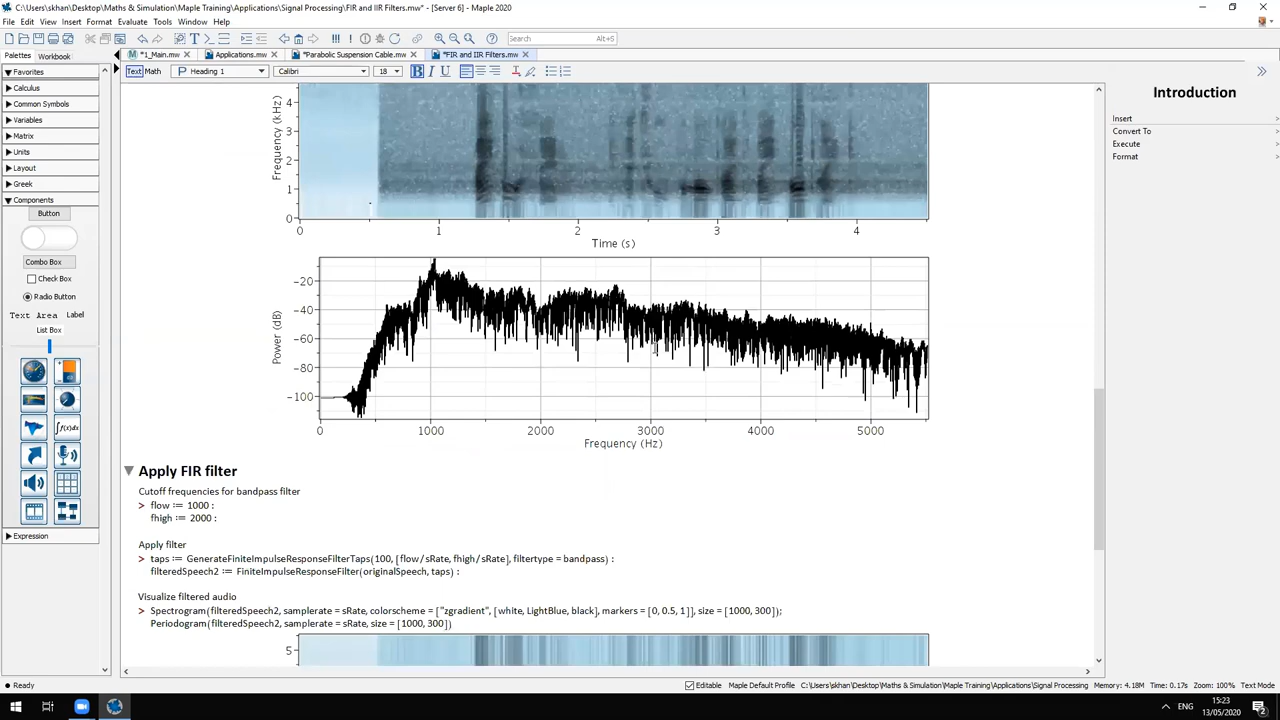 C:\Users\skhan\Desktop\Maths & Simulation\Maple Training\Applications\Signal Processing\FIR and IIR Filters.mw* - [Server 6] - Maple 2020
File Edit View Insert Format Evaluate Tools Window Help
Search Alt+S
Palettes Workbook
*1_Main.mw Applications.mw *Parabolic Suspension Cable.mw *FIR and IIR Filters.mw
Text Math P Heading 1 Calibri 18 B I U
Favorites
Calculus
Common Symbols
Variables
Matrix
Units
Layout
Greek
Components
Button
Combo Box
Check Box
Radio Button
Text Area Label
List Box
∫f(x)dx
Expression
Introduction
Insert
Convert To
Execute
Format
Frequency (kHz)
4
3
2
1
0
0 1 2 3 4
Time (s)
Power (dB)
−20
−40
−60
−80
−100
0 1000 2000 3000 4000 5000
Frequency (Hz)
Apply FIR filter
Cutoff frequencies for bandpass filter
> flow := 1000 :
fhigh := 2000 :
Apply filter
> taps := GenerateFiniteImpulseResponseFilterTaps(100, [flow/sRate, fhigh/sRate], filtertype = bandpass) :
filteredSpeech2 := FiniteImpulseResponseFilter(originalSpeech, taps) :
Visualize filtered audio
> Spectrogram(filteredSpeech2, samplerate = sRate, colorscheme = ["zgradient", [white, LightBlue, black], markers = [0, 0.5, 1]], size = [1000, 300]);
Periodogram(filteredSpeech2, samplerate = sRate, size = [1000, 300])
5
Ready
Editable Maple Default Profile C:\Users\skhan\Desktop\Maths & Simulation\Maple Training\Applications\Signal Processing Memory: 4.18M Time: 0.17s Zoom: 100% Text Mode
ENG
15:23
13/05/2020
2